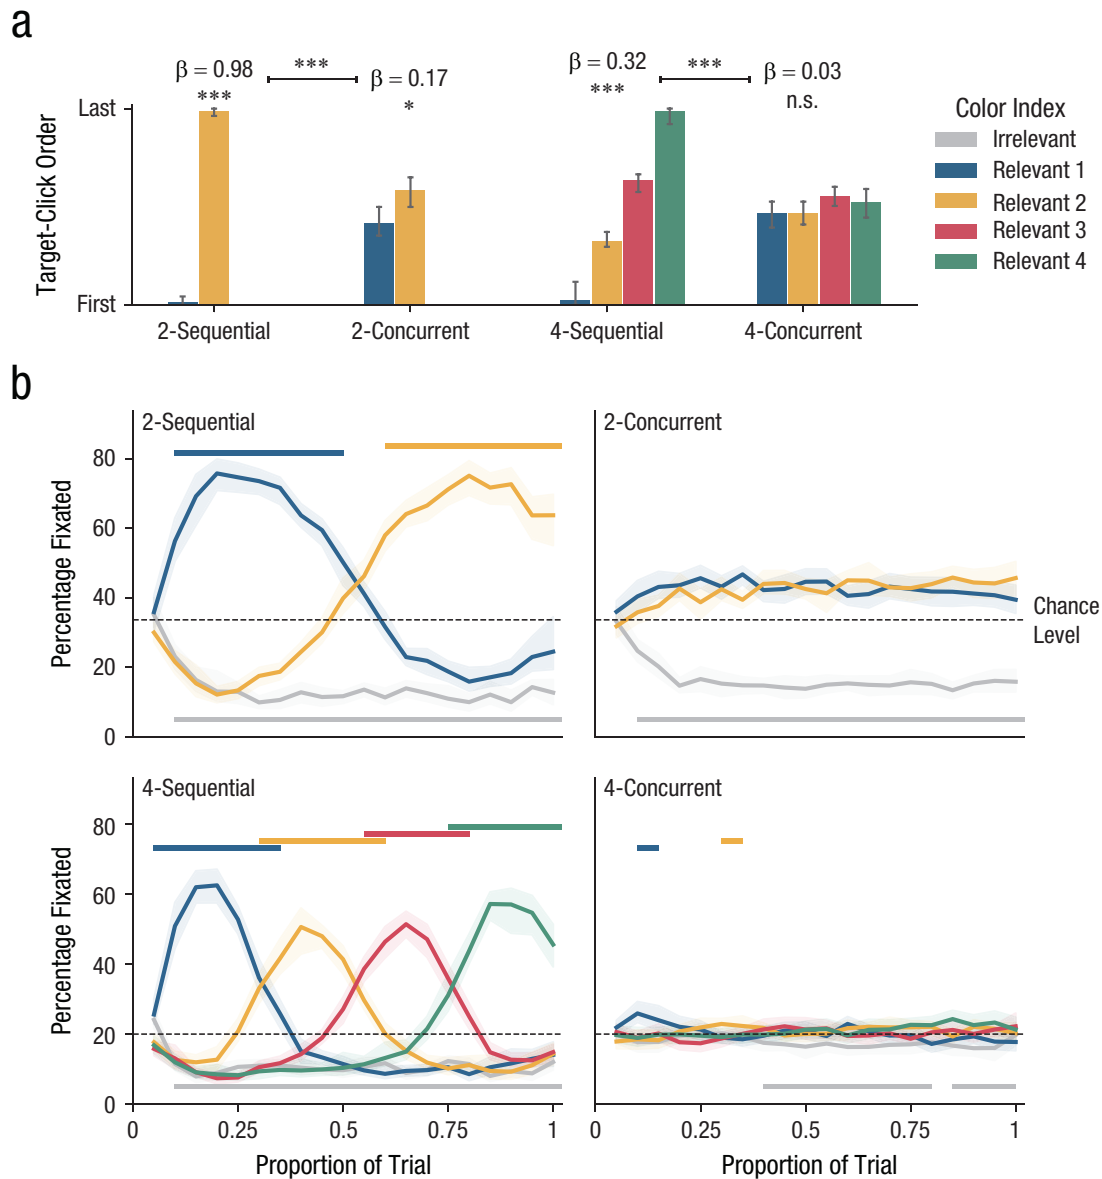 a
β = 0.98
***
***
β = 0.17
*
β = 0.32
***
***
β = 0.03
n.s.
Target-Click Order
Last
First
2-Sequential
2-Concurrent
4-Sequential
4-Concurrent
Color Index
Irrelevant
Relevant 1
Relevant 2
Relevant 3
Relevant 4
b
2-Sequential
Percentage Fixated
80
60
40
20
0
2-Concurrent
Chance
Level
4-Sequential
Percentage Fixated
80
60
40
20
0
0
0.25
0.5
0.75
1
Proportion of Trial
4-Concurrent
0
0.25
0.5
0.75
1
Proportion of Trial